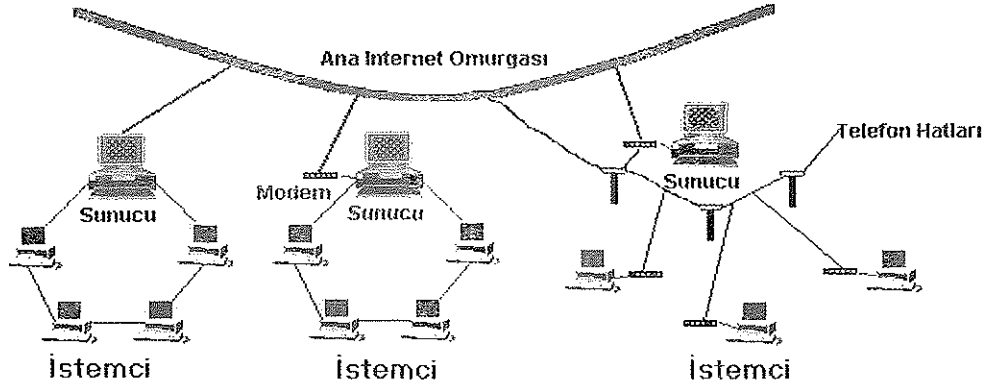 Ana Internet Omurgası
Telefon Hatları
Modem
Sunucu
Sunucu
Sunucu
İstemci
İstemci
İstemci